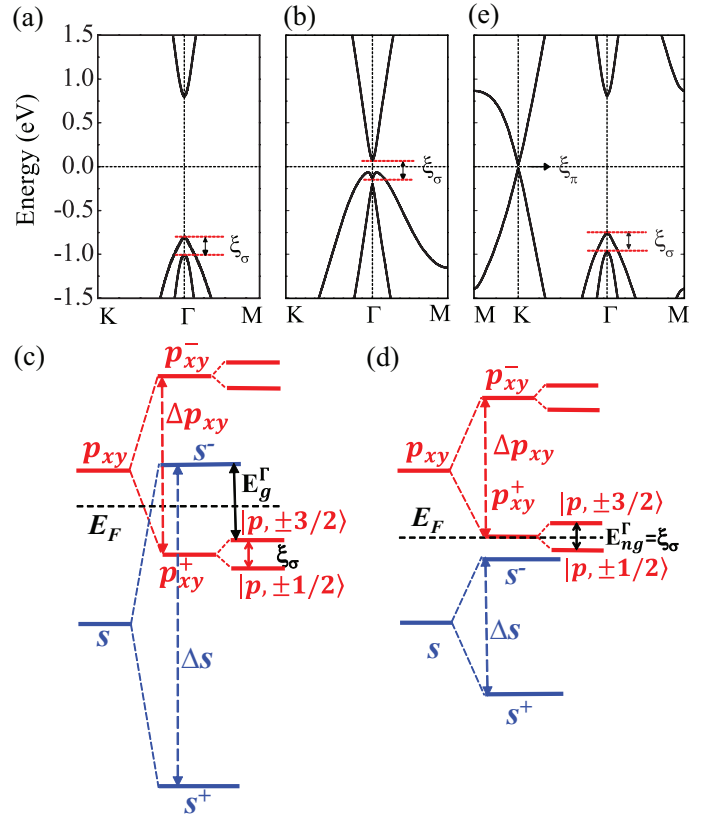 (a)
(b)
(e)
Energy (eV)
1.5
1.0
0.5
0.0
-0.5
-1.0
-1.5
ξσ
ξσ
ξπ
ξσ
K Γ M
K Γ M
M K Γ M
(c)
p⁻xy
pxy
Δpxy
s-
E^Γ_g
EF
|p, ±3/2⟩
ξσ
p⁺xy
|p, ±1/2⟩
s
Δs
s+
(d)
p⁻xy
pxy
Δpxy
p⁺xy
|p, ±3/2⟩
EF
E^Γ_ng=ξσ
|p, ±1/2⟩
s-
s
Δs
s+